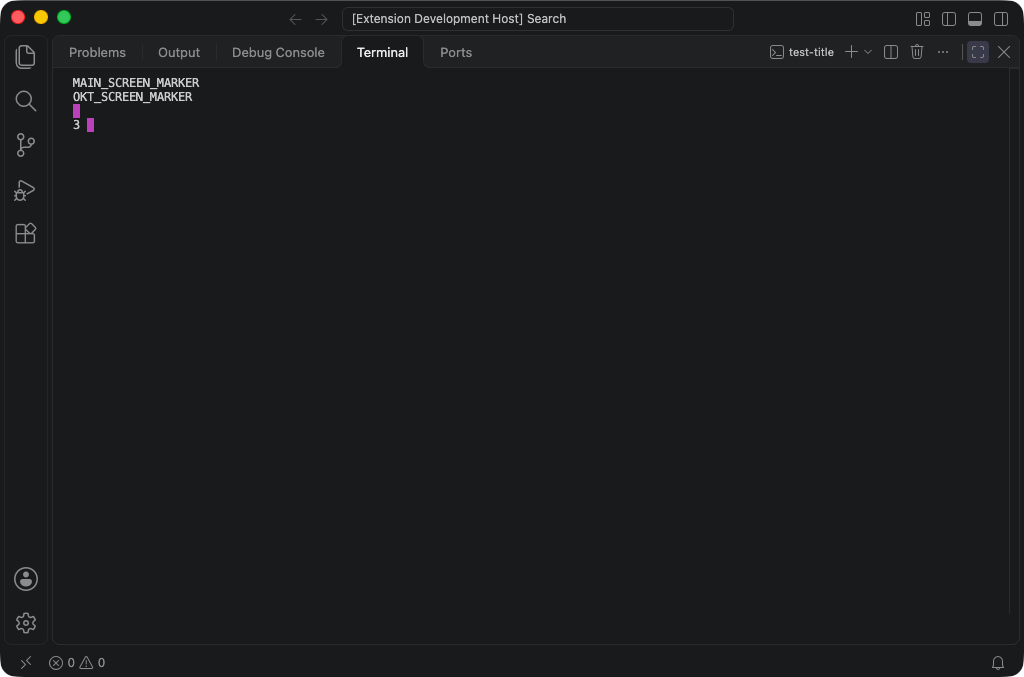 [Extension Development Host] Search
Problems Output Debug Console Terminal Ports test-title
MAIN_SCREEN_MARKER
OKT_SCREEN_MARKER
3
0 0